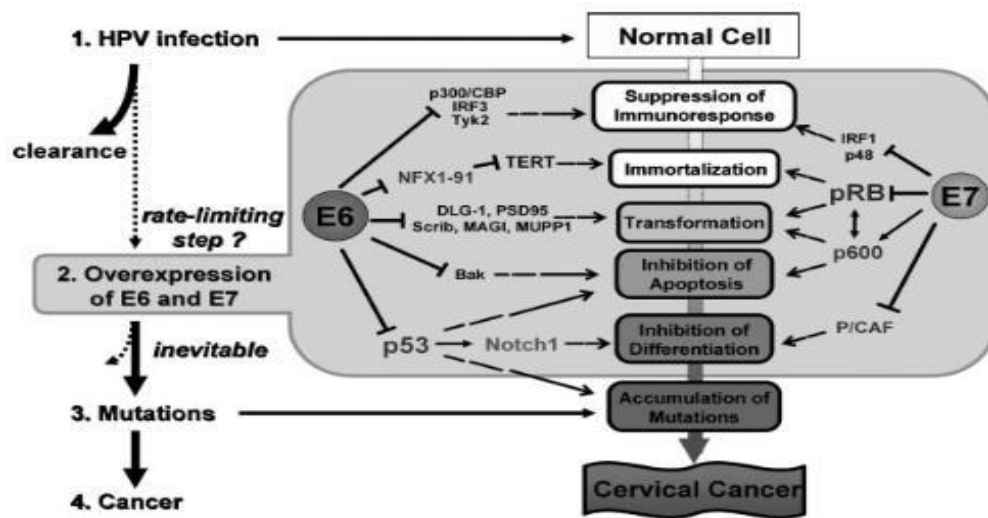 1. HPV infection
Normal Cell
clearance
rate-limiting
step ?
2. Overexpression
of E6 and E7
inevitable
3. Mutations
4. Cancer
E6
p300/CBP
IRF3
Tyk2
NFX1-91
TERT
DLG-1, PSD95
Scrib, MAGI, MUPP1
Bak
p53
Notch1
Suppression of
Immunoresponse
Immortalization
Transformation
Inhibition of
Apoptosis
Inhibition of
Differentiation
Accumulation of
Mutations
Cervical Cancer
IRF1
p48
pRB
E7
p600
P/CAF